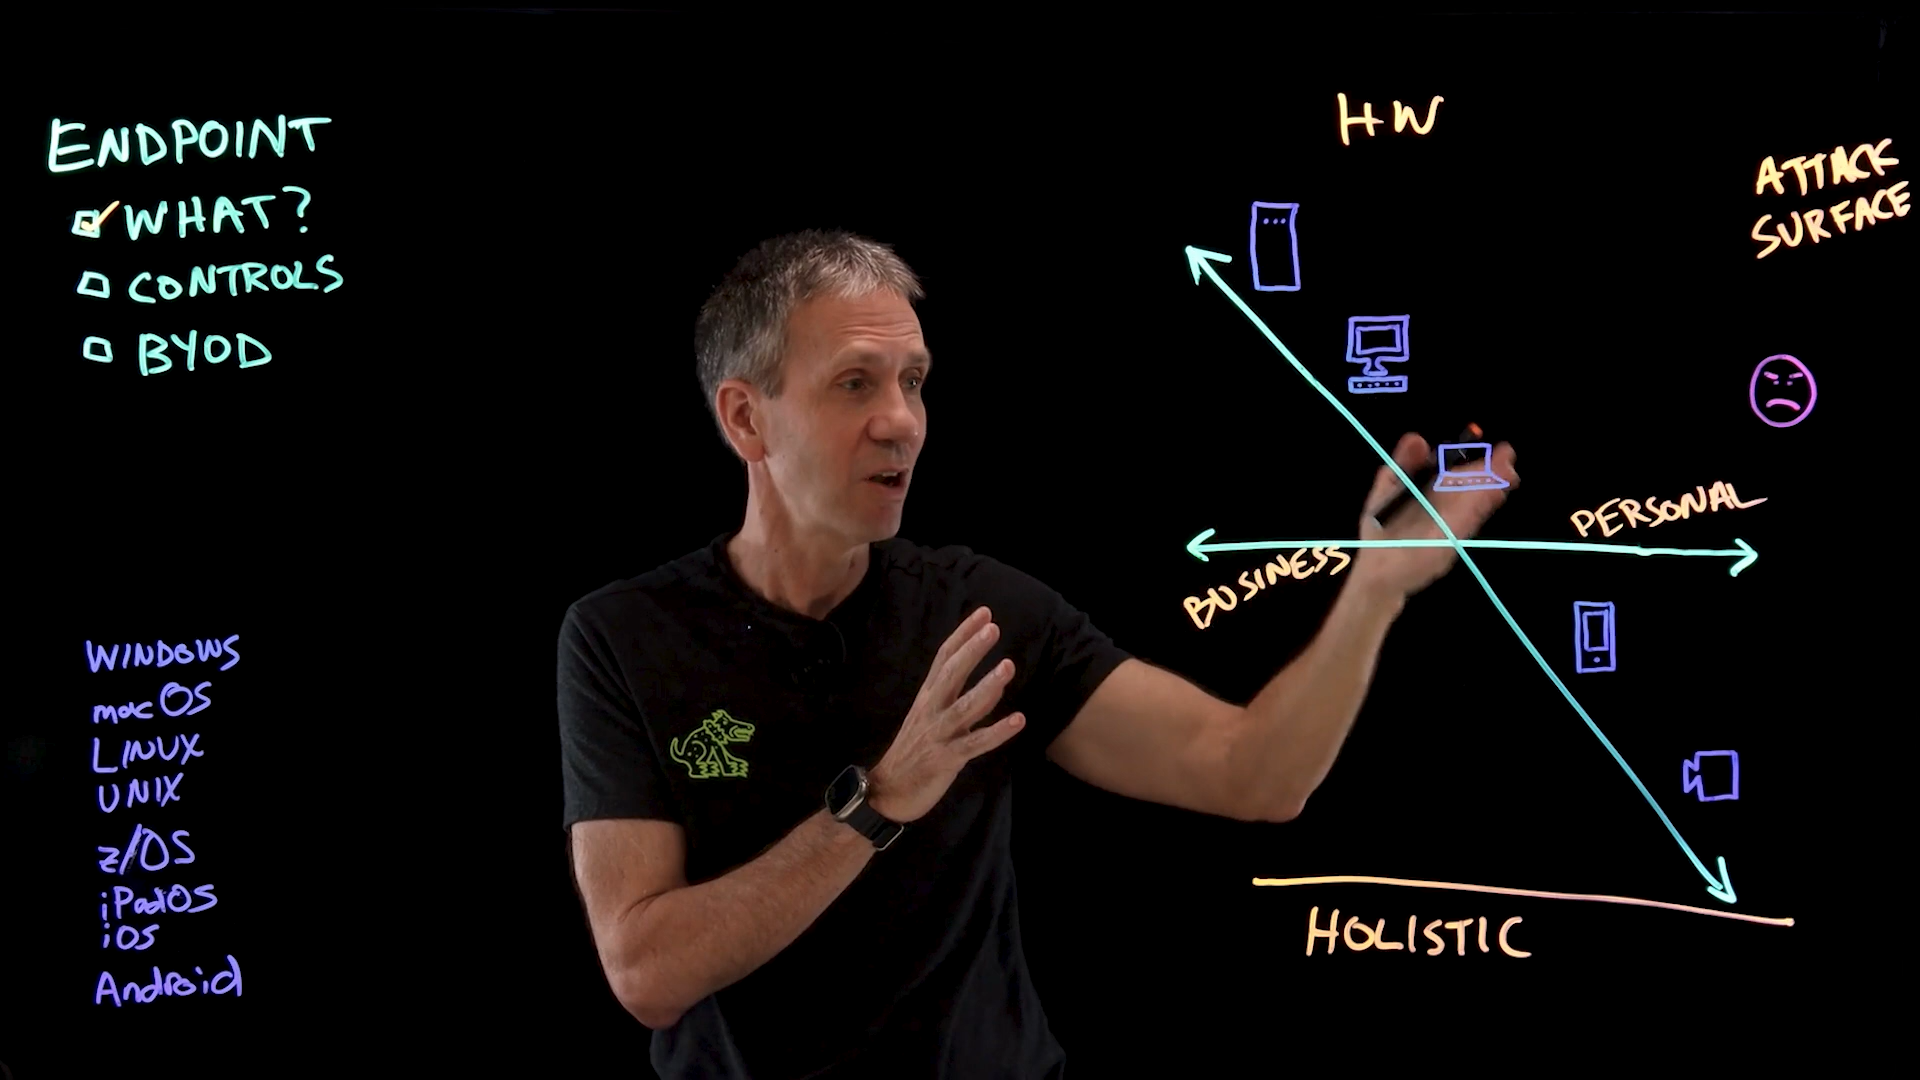 ENDPOINT
WHAT?
CONTROLS
BYOD
WINDOWS
macOS
LINUX
UNIX
z/OS
iPadOS
iOS
Android
HW
ATTACK
SURFACE
PERSONAL
BUSINESS
HOLISTIC